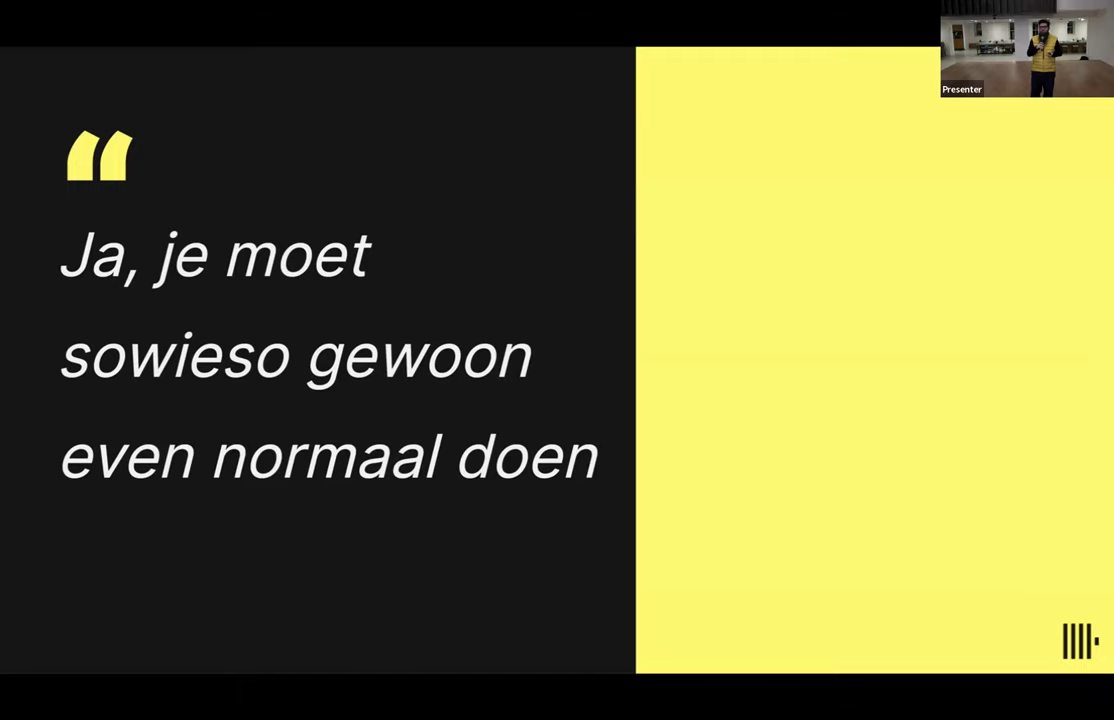 Presenter
“
Ja, je moet
sowieso gewoon
even normaal doen